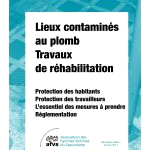 Lieux contaminés
au plomb
Travaux
de réhabilitation
Protection des habitants
Protection des travailleurs
L'essentiel des mesures à prendre
Réglementation
afvs
Association des
Familles Victimes
du Saturnisme